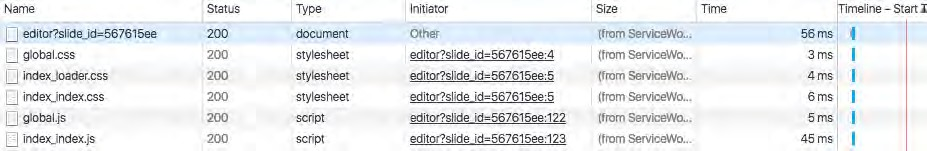 Name Status Type Initiator Size Time Timeline – Start
editor?slide_id=567615ee 200 document Other (from ServiceWo... 56 ms
global.css 200 stylesheet editor?slide_id=567615ee:4 (from ServiceWo... 3 ms
index_loader.css 200 stylesheet editor?slide_id=567615ee:5 (from ServiceWo... 4 ms
index_index.css 200 stylesheet editor?slide_id=567615ee:5 (from ServiceWo... 6 ms
global.js 200 script editor?slide_id=567615ee:122 (from ServiceWo... 5 ms
index_index.js 200 script editor?slide_id=567615ee:123 (from ServiceWo... 45 ms